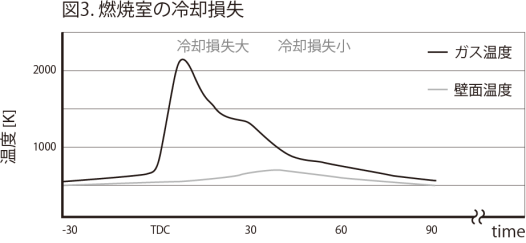 図3. 燃焼室の冷却損失
冷却損失大 冷却損失小
ガス温度
壁面温度
2000
1000
温度 [K]
-30 TDC 30 60 90
time